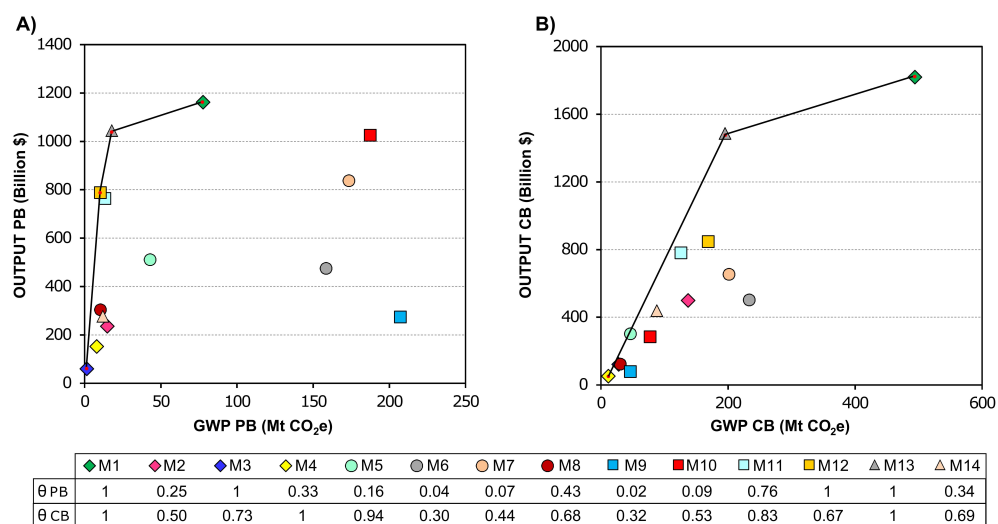 A)
B)
1400
1200
1000
800
600
400
200
0
OUTPUT PB (Billion $)
0 50 100 150 200 250
GWP PB (Mt CO₂e)
2000
1600
1200
800
400
0
OUTPUT CB (Billion $)
0 200 400 600
GWP CB (Mt CO₂e)
M1 M2 M3 M4 M5 M6 M7 M8 M9 M10 M11 M12 M13 M14
θ PB 1 0.25 1 0.33 0.16 0.04 0.07 0.43 0.02 0.09 0.76 1 1 0.34
θ CB 1 0.50 0.73 1 0.94 0.30 0.44 0.68 0.32 0.53 0.83 0.67 1 0.69